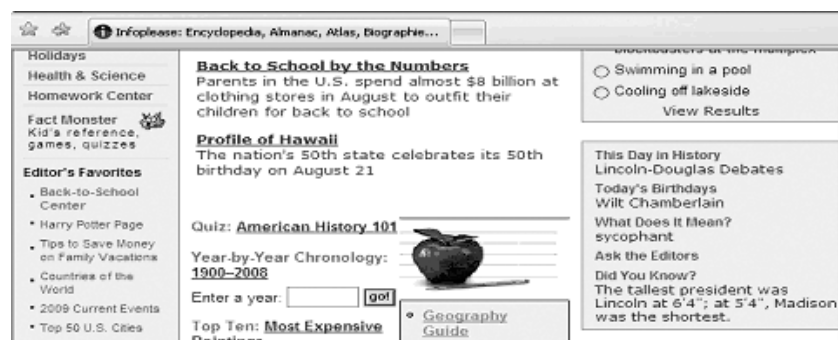 Infoplease: Encyclopedia, Almanac, Atlas, Biographie...
Holidays
Health & Science
Homework Center
Fact Monster
Kid's reference,
games, quizzes
Editor's Favorites
Back-to-School
Center
Harry Potter Page
Tips to Save Money
on Family Vacations
Countries of the
World
2009 Current Events
Top 50 U.S. Cities
Back to School by the Numbers
Parents in the U.S. spend almost $8 billion at
clothing stores in August to outfit their
children for back to school
Profile of Hawaii
The nation's 50th state celebrates its 50th
birthday on August 21
Quiz: American History 101
Year-by-Year Chronology:
1900–2008
Enter a year: go!
Top Ten: Most Expensive
Paintings
Geography
Guide
blockbusters at the multiplex
Swimming in a pool
Cooling off lakeside
View Results
This Day in History
Lincoln-Douglas Debates
Today's Birthdays
Wilt Chamberlain
What Does It Mean?
sycophant
Ask the Editors
Did You Know?
The tallest president was
Lincoln at 6'4"; at 5'4", Madison
was the shortest.